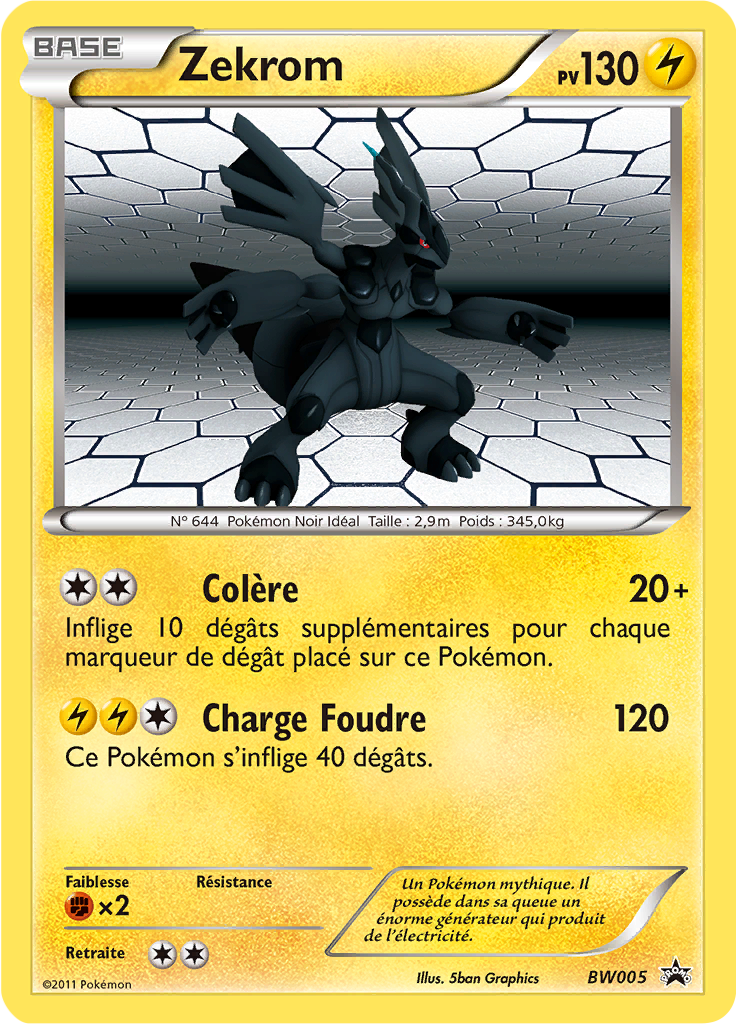 BASE
Zekrom
PV130
Nº 644 Pokémon Noir Idéal Taille : 2,9m Poids : 345,0kg
Colère 20+
Inflige 10 dégâts supplémentaires pour chaque
marqueur de dégât placé sur ce Pokémon.
Charge Foudre 120
Ce Pokémon s’inflige 40 dégâts.
Faiblesse Résistance
×2
Retraite
Un Pokémon mythique. Il
possède dans sa queue un
énorme générateur qui produit
de l’électricité.
©2011 Pokémon
Illus. 5ban Graphics
BW005
PROMO